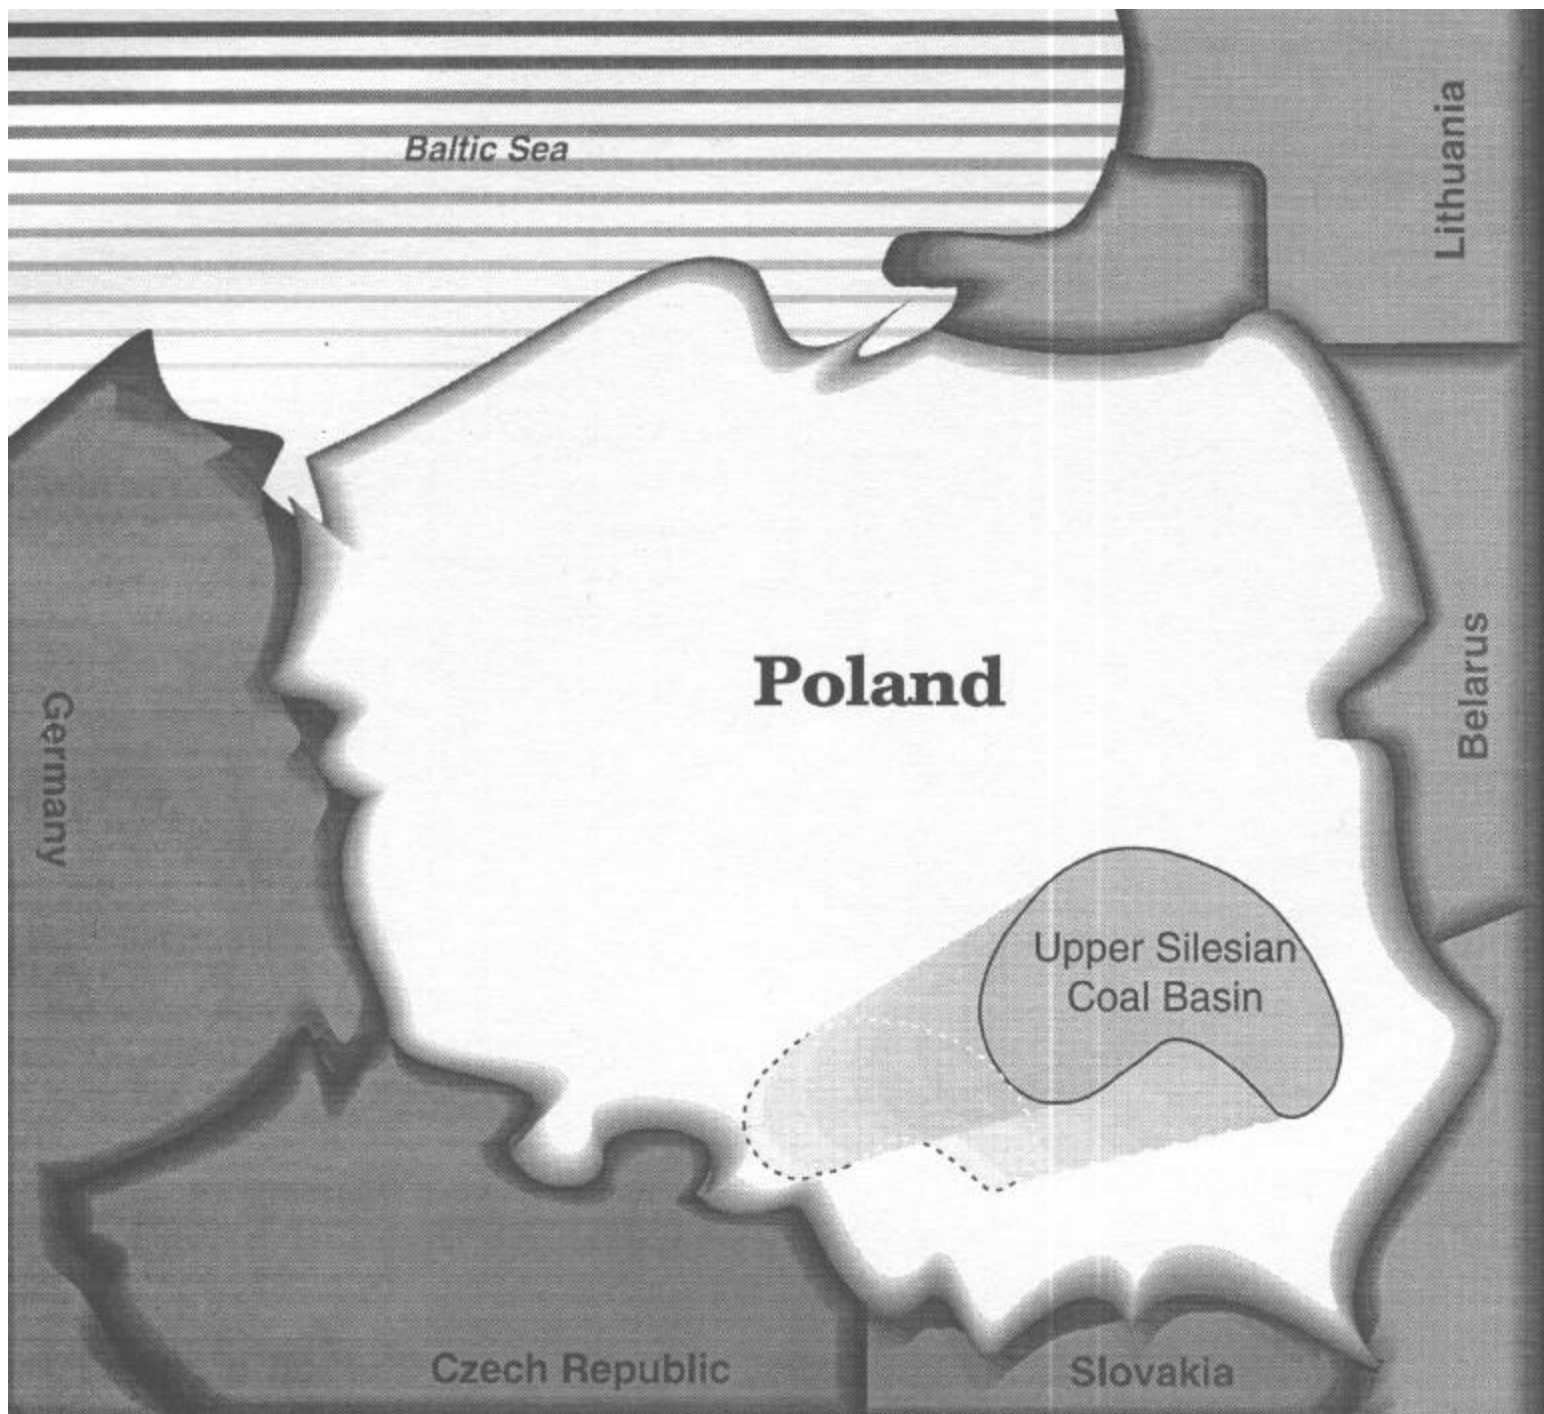 Baltic Sea
Lithuania
Poland
Germany
Belarus
Upper Silesian
Coal Basin
Czech Republic
Slovakia